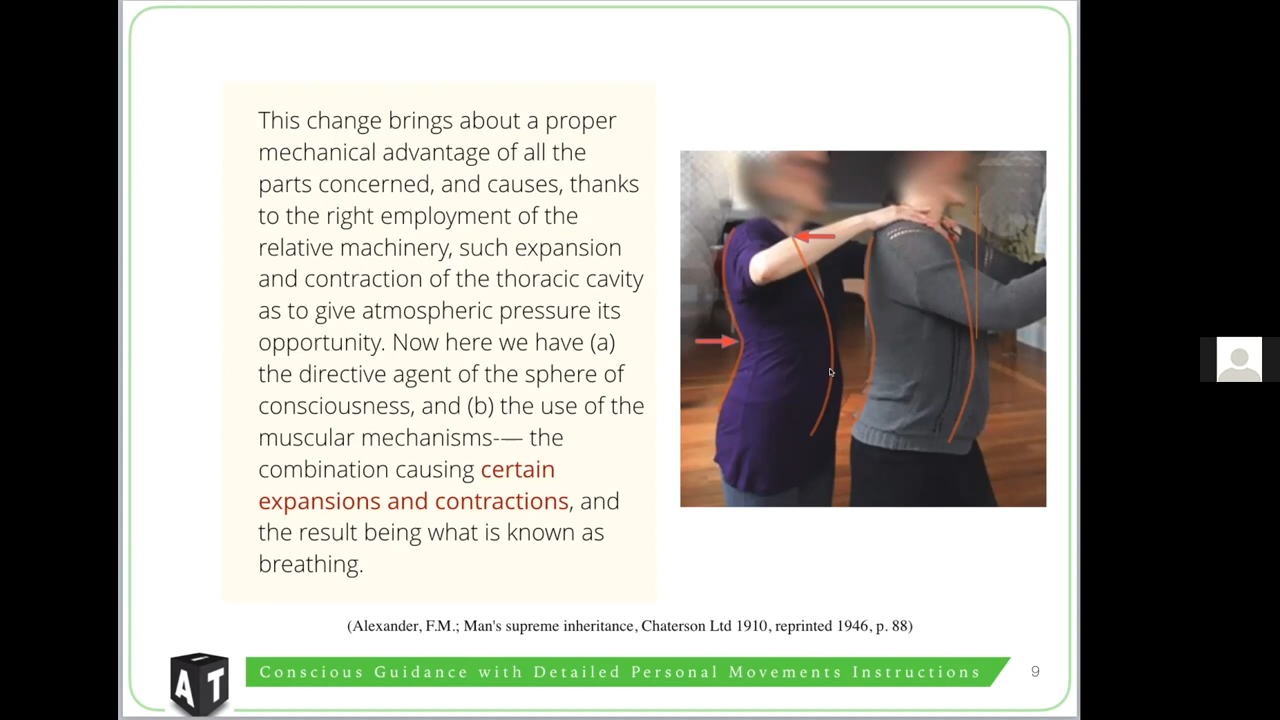 This change brings about a proper
mechanical advantage of all the
parts concerned, and causes, thanks
to the right employment of the
relative machinery, such expansion
and contraction of the thoracic cavity
as to give atmospheric pressure its
opportunity. Now here we have (a)
the directive agent of the sphere of
consciousness, and (b) the use of the
muscular mechanisms-— the
combination causing certain
expansions and contractions, and
the result being what is known as
breathing.
(Alexander, F.M.; Man's supreme inheritance, Chaterson Ltd 1910, reprinted 1946, p. 88)
A T
Conscious Guidance with Detailed Personal Movements Instructions
9